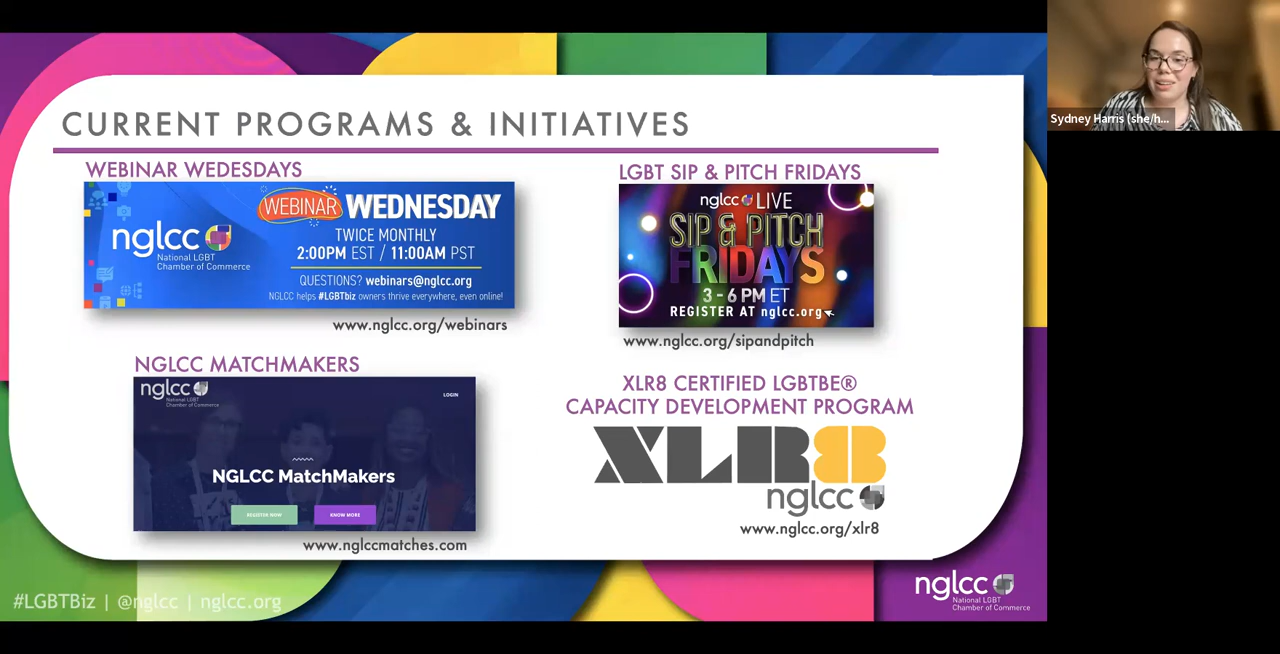 CURRENT PROGRAMS & INITIATIVES
WEBINAR WEDESDAYS
nglcc
National LGBT
Chamber of Commerce
WEBINAR WEDNESDAY
TWICE MONTHLY
2:00PM EST / 11:00AM PST
QUESTIONS? webinars@nglcc.org
NGLCC helps #LGBTbiz owners thrive everywhere, even online!
www.nglcc.org/webinars
LGBT SIP & PITCH FRIDAYS
nglcc LIVE
SIP & PITCH
FRIDAYS
3 - 6 PM ET
REGISTER AT nglcc.org
www.nglcc.org/sipandpitch
NGLCC MATCHMAKERS
nglcc
National LGBT
Chamber of Commerce
LOGIN
NGLCC MatchMakers
REGISTER NOW
KNOW MORE
www.nglccmatches.com
XLR8 CERTIFIED LGBTBE®
CAPACITY DEVELOPMENT PROGRAM
XLR8
nglcc
www.nglcc.org/xlr8
#LGBTBiz | @nglcc | nglcc.org
nglcc
National LGBT
Chamber of Commerce
Sydney Harris (she/h...